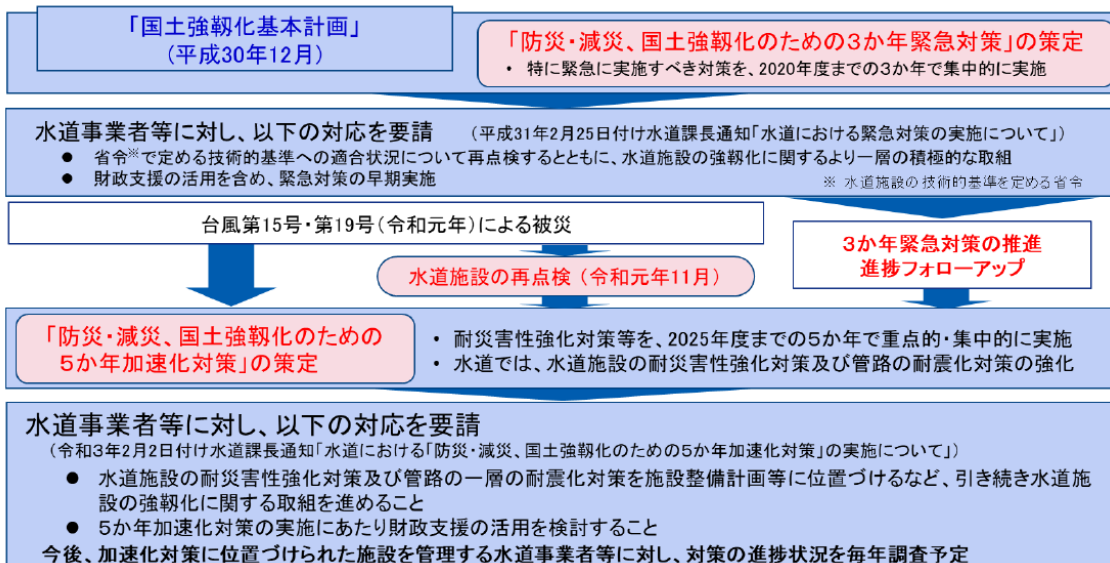 「国土強靱化基本計画」
(平成30年12月)
「防災・減災、国土強靱化のための3か年緊急対策」の策定
• 特に緊急に実施すべき対策を、2020年度までの3か年で集中的に実施
水道事業者等に対し、以下の対応を要請 (平成31年2月25日付け水道課長通知「水道における緊急対策の実施について」)
● 省令※で定める技術的基準への適合状況について再点検するとともに、水道施設の強靱化に関するより一層の積極的な取組
● 財政支援の活用を含め、緊急対策の早期実施
※ 水道施設の技術的基準を定める省令
台風第15号・第19号(令和元年)による被災
水道施設の再点検(令和元年11月)
3か年緊急対策の推進
進捗フォローアップ
「防災・減災、国土強靱化のための
5か年加速化対策」の策定
• 耐災害性強化対策等を、2025年度までの5か年で重点的・集中的に実施
• 水道では、水道施設の耐災害性強化対策及び管路の耐震化対策の強化
水道事業者等に対し、以下の対応を要請
(令和3年2月2日付け水道課長通知「水道における「防災・減災、国土強靱化のための5か年加速化対策」の実施について」)
● 水道施設の耐災害性強化対策及び管路の一層の耐震化対策を施設整備計画等に位置づけるなど、引き続き水道施
設の強靱化に関する取組を進めること
● 5か年加速化対策の実施にあたり財政支援の活用を検討すること
今後、加速化対策に位置づけられた施設を管理する水道事業者等に対し、対策の進捗状況を毎年調査予定